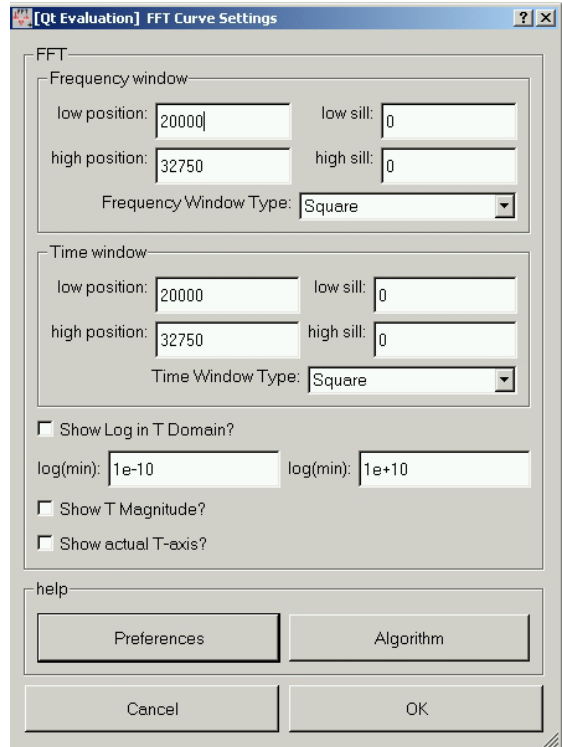 [Qt Evaluation] FFT Curve Settings
FFT
Frequency window
low position: 20000 low sill: 0
high position: 32750 high sill: 0
Frequency Window Type: Square
Time window
low position: 20000 low sill: 0
high position: 32750 high sill: 0
Time Window Type: Square
Show Log in T Domain?
log(min): 1e-10 log(min): 1e+10
Show T Magnitude?
Show actual T-axis?
help
Preferences Algorithm
Cancel OK